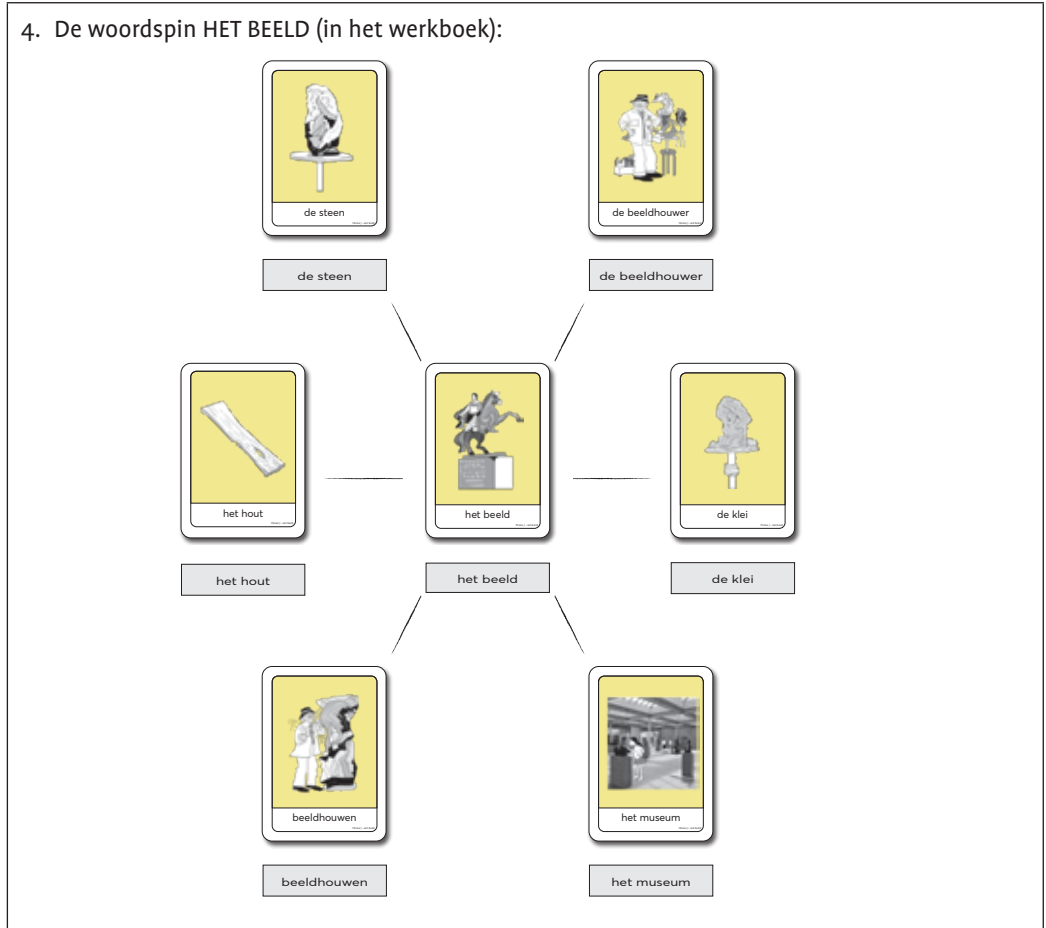 4. De woordspin HET BEELD (in het werkboek):
de steen
de beeldhouwer
de steen
de beeldhouwer
het hout
het beeld
de klei
het hout
het beeld
de klei
beeldhouwen
het museum
beeldhouwen
het museum